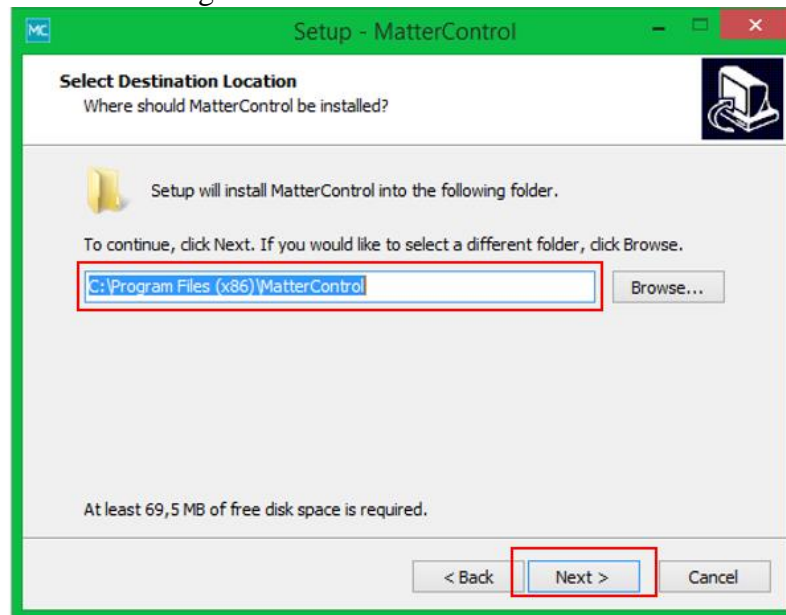 MC Setup - MatterControl
Select Destination Location
Where should MatterControl be installed?
Setup will install MatterControl into the following folder.
To continue, click Next. If you would like to select a different folder, click Browse.
C:\Program Files (x86)\MatterControl Browse...
At least 69,5 MB of free disk space is required.
< Back Next > Cancel